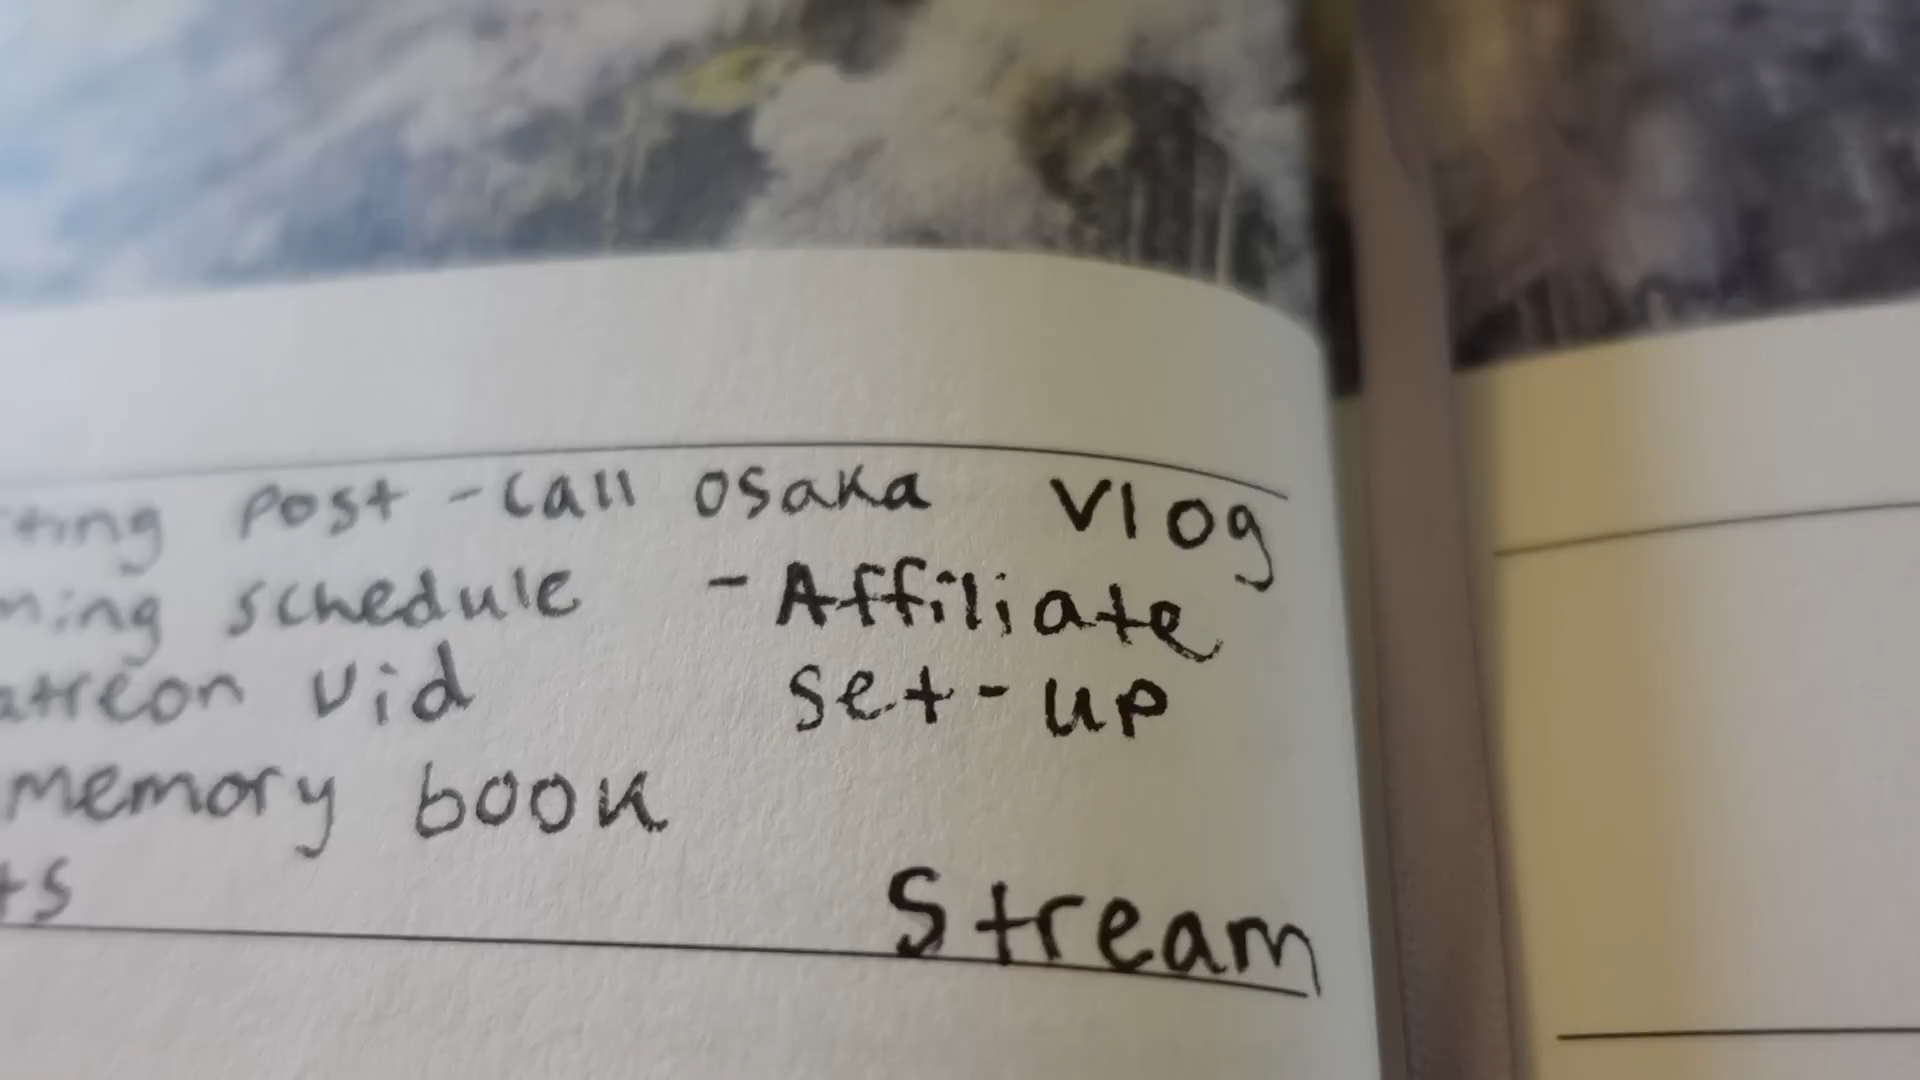 post-call osaka Vlog
schedule - Affiliate
vid set-up
memory book
Stream